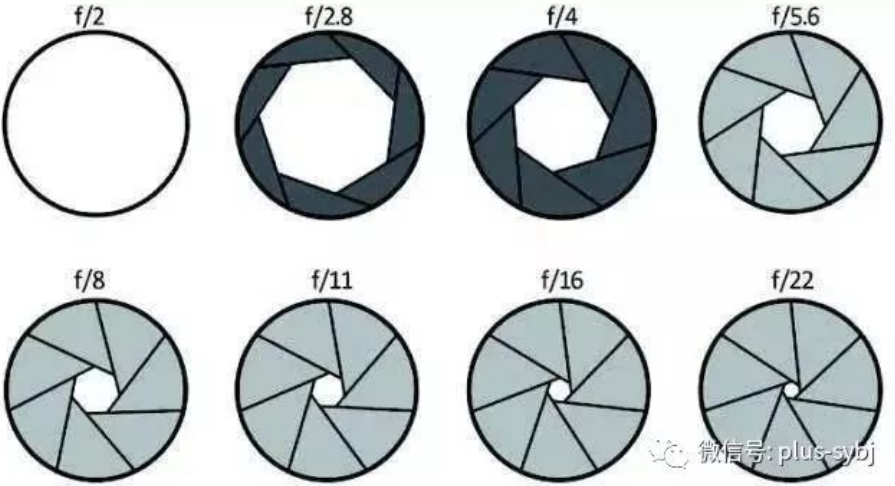 f/2
f/2.8
f/4
f/5.6
f/8
f/11
f/16
f/22
微信号: plus-sybj